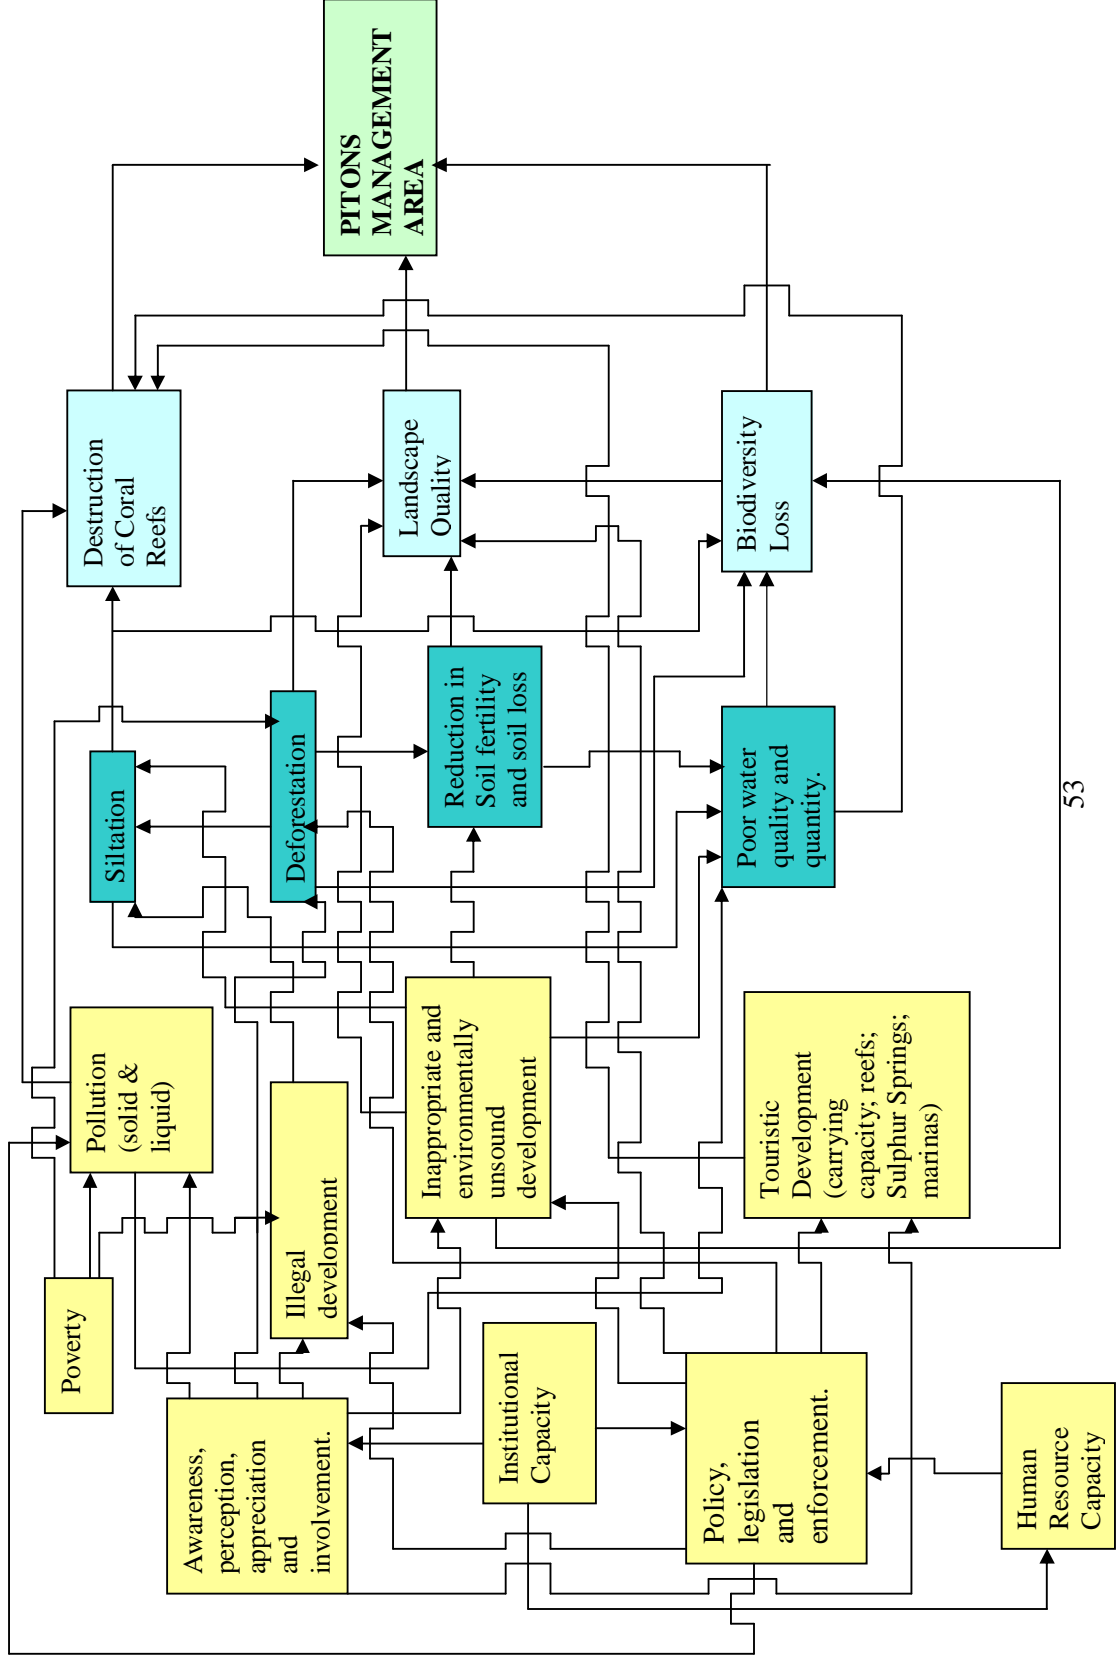 PITONS
MANAGEMENT
AREA
Destruction
of Coral
Reefs
Landscape
Quality
Biodiversity
Loss
Siltation
Deforestation
Reduction in
Soil fertility
and soil loss
Poor water
quality and
quantity.
Pollution
(solid &
liquid)
Illegal
development
Inappropriate and
environmentally
unsound
development
Touristic
Development
(carrying
capacity; reefs;
Sulphur Springs;
marinas)
Poverty
Awareness,
perception,
appreciation
and
involvement.
Institutional
Capacity
Policy,
legislation
and
enforcement.
Human
Resource
Capacity
53